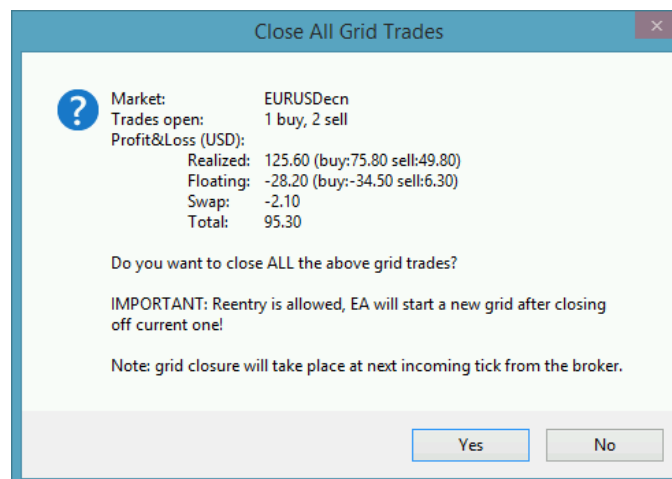 Close All Grid Trades
×
?
Market: EURUSDecn
Trades open: 1 buy, 2 sell
Profit&Loss (USD):
Realized: 125.60 (buy:75.80 sell:49.80)
Floating: -28.20 (buy:-34.50 sell:6.30)
Swap: -2.10
Total: 95.30
Do you want to close ALL the above grid trades?
IMPORTANT: Reentry is allowed, EA will start a new grid after closing
off current one!
Note: grid closure will take place at next incoming tick from the broker.
Yes No